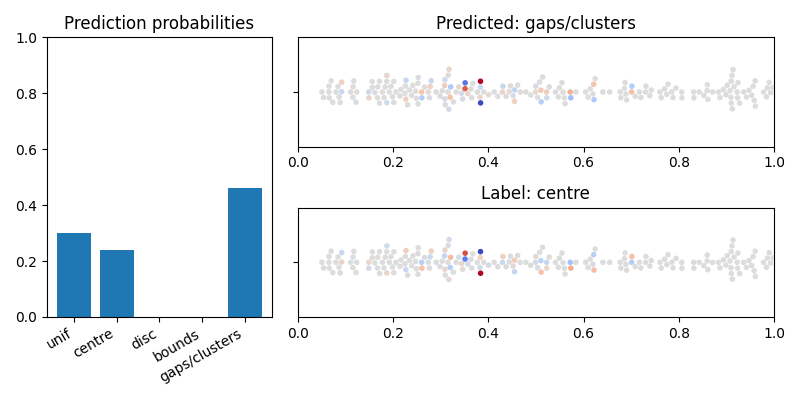 Prediction probabilities
1.0
0.8
0.6
0.4
0.2
0.0
unif
centre
disc
bounds
gaps/clusters
Predicted: gaps/clusters
0.0 0.2 0.4 0.6 0.8 1.0
Label: centre
0.0 0.2 0.4 0.6 0.8 1.0